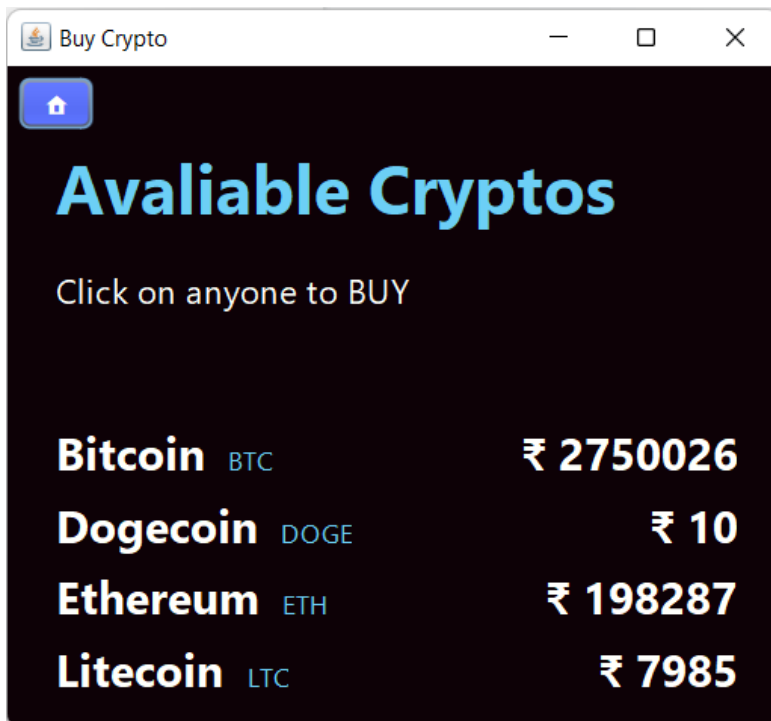 Buy Crypto
Avaliable Cryptos
Click on anyone to BUY
Bitcoin BTC ₹ 2750026
Dogecoin DOGE ₹ 10
Ethereum ETH ₹ 198287
Litecoin LTC ₹ 7985